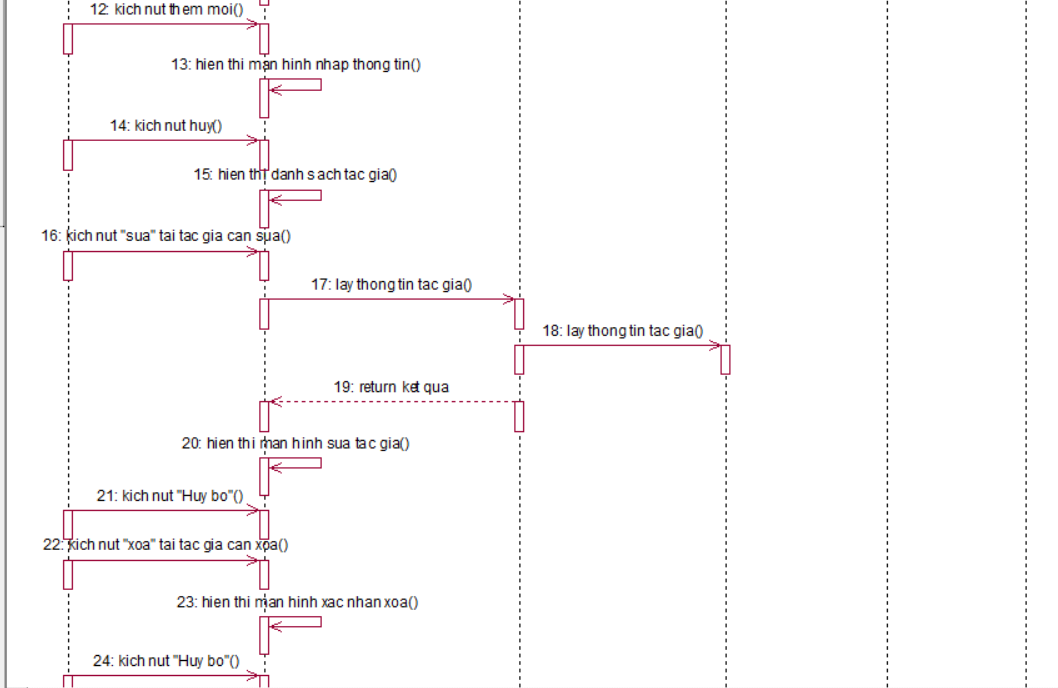 12: kich nut them moi()
13: hien thi man hinh nhap thong tin()
14: kich nut huy()
15: hien thi danh sach tac gia()
16: kich nut "sua" tai tac gia can sua()
17: lay thong tin tac gia()
18: lay thong tin tac gia()
19: return ket qua
20: hien thi man hinh sua tac gia()
21: kich nut "Huy bo"()
22: kich nut "xoa" tai tac gia can xoa()
23: hien thi man hinh xac nhan xoa()
24: kich nut "Huy bo"()